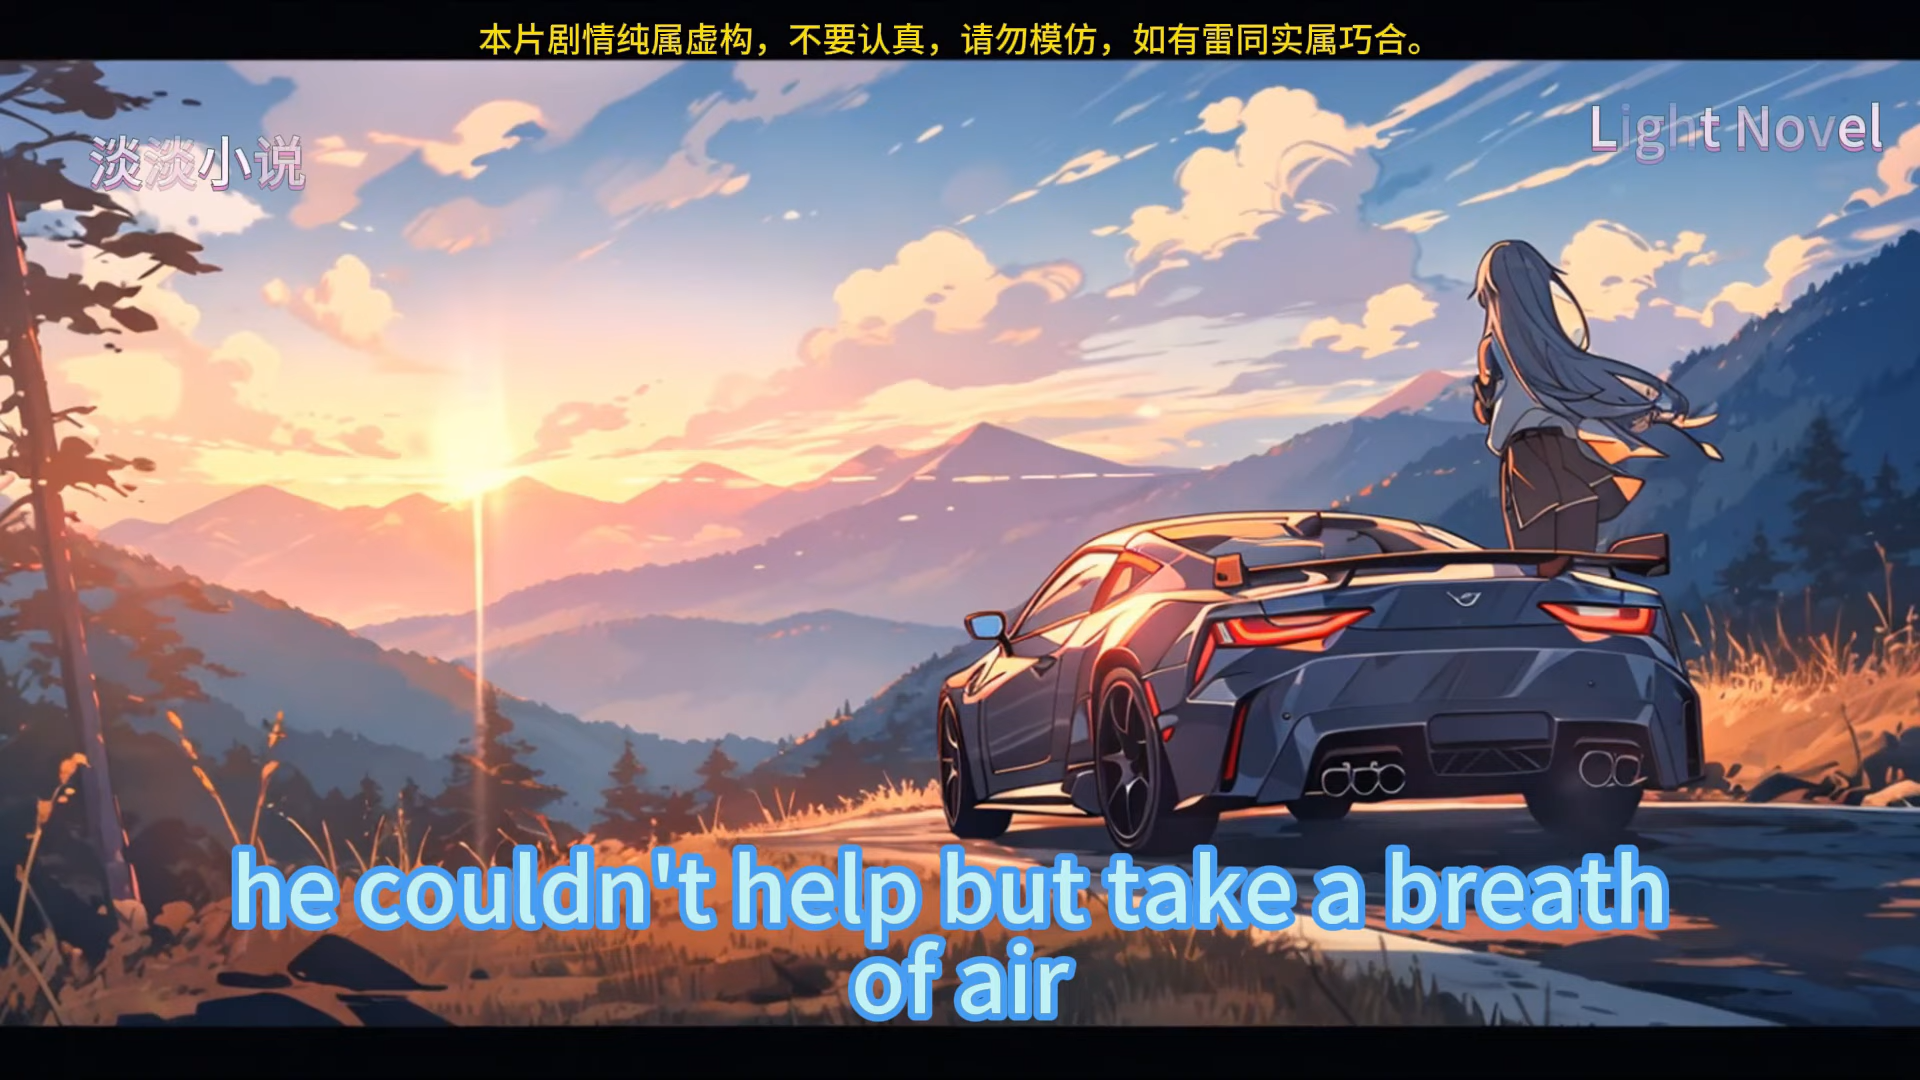 本片剧情纯属虚构，不要认真，请勿模仿，如有雷同实属巧合。
淡淡小说
Light Novel
he couldn't help but take a breath
of air